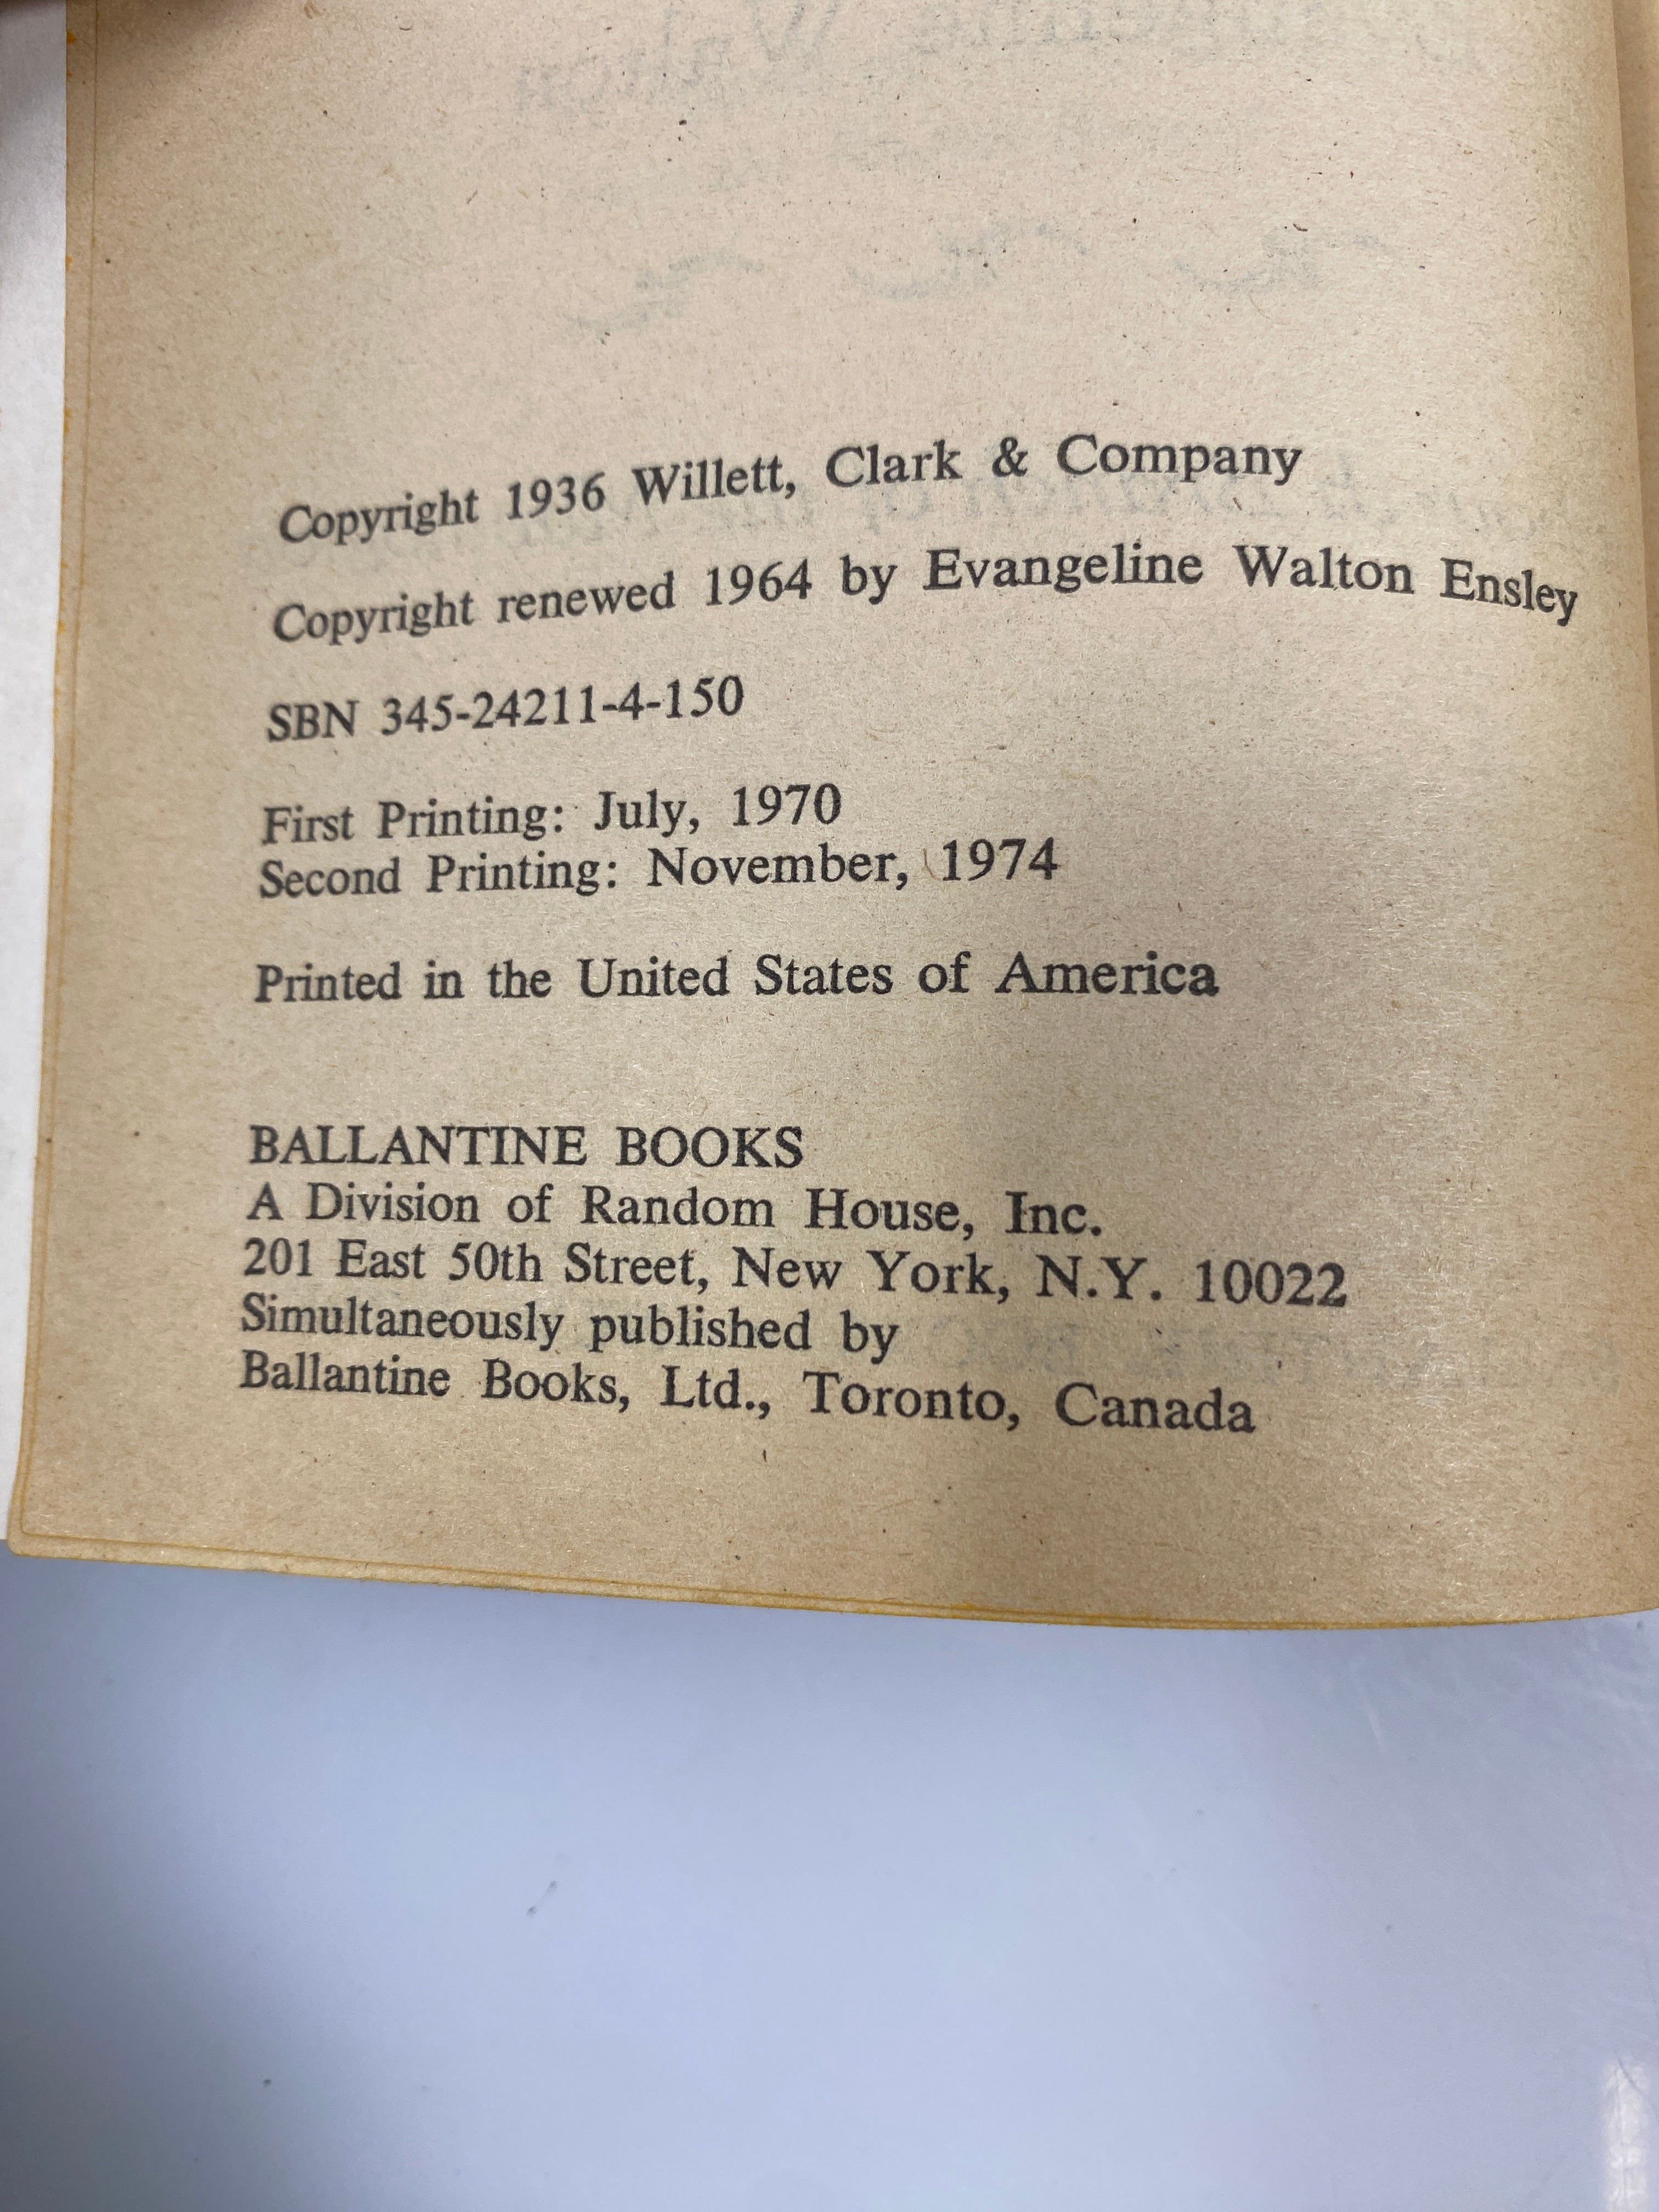 Copyright 1936 Willett, Clark & Company
Copyright renewed 1964 by Evangeline Walton Ensley
SBN 345-24211-4-150
First Printing: July, 1970
Second Printing: November, 1974
Printed in the United States of America
BALLANTINE BOOKS
A Division of Random House, Inc.
201 East 50th Street, New York, N.Y. 10022
Simultaneously published by
Ballantine Books, Ltd., Toronto, Canada